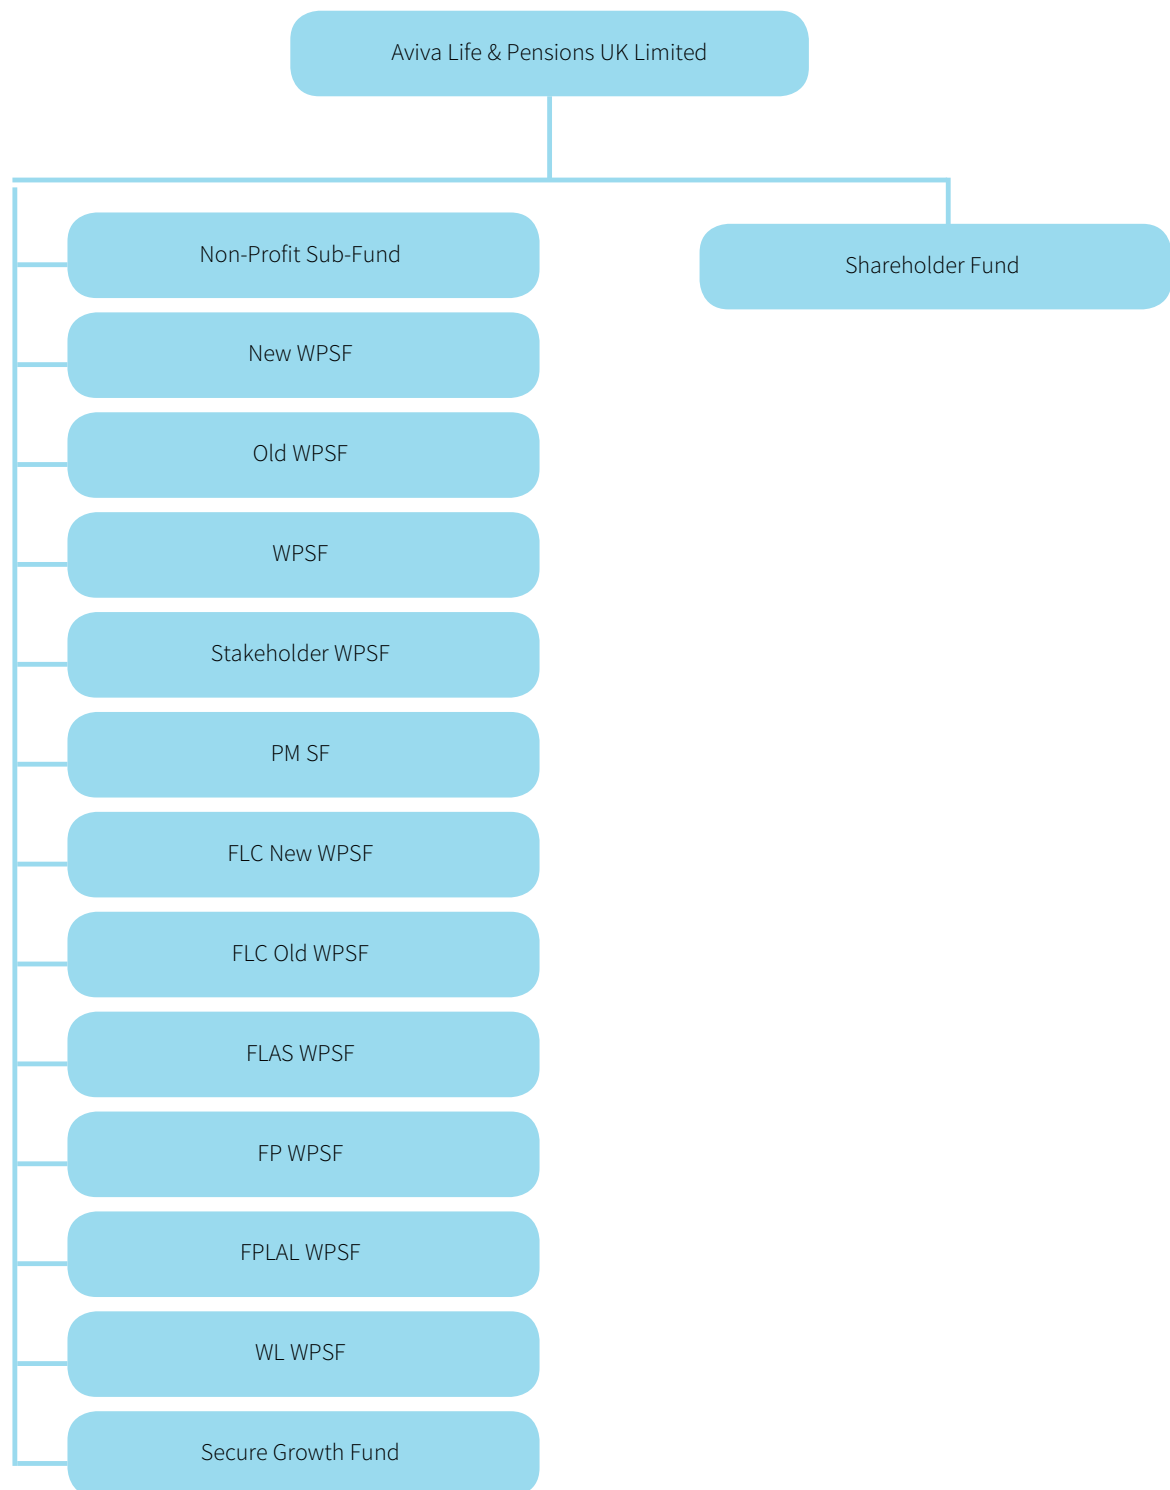 Aviva Life & Pensions UK Limited
Non-Profit Sub-Fund
Shareholder Fund
New WPSF
Old WPSF
WPSF
Stakeholder WPSF
PM SF
FLC New WPSF
FLC Old WPSF
FLAS WPSF
FP WPSF
FPLAL WPSF
WL WPSF
Secure Growth Fund